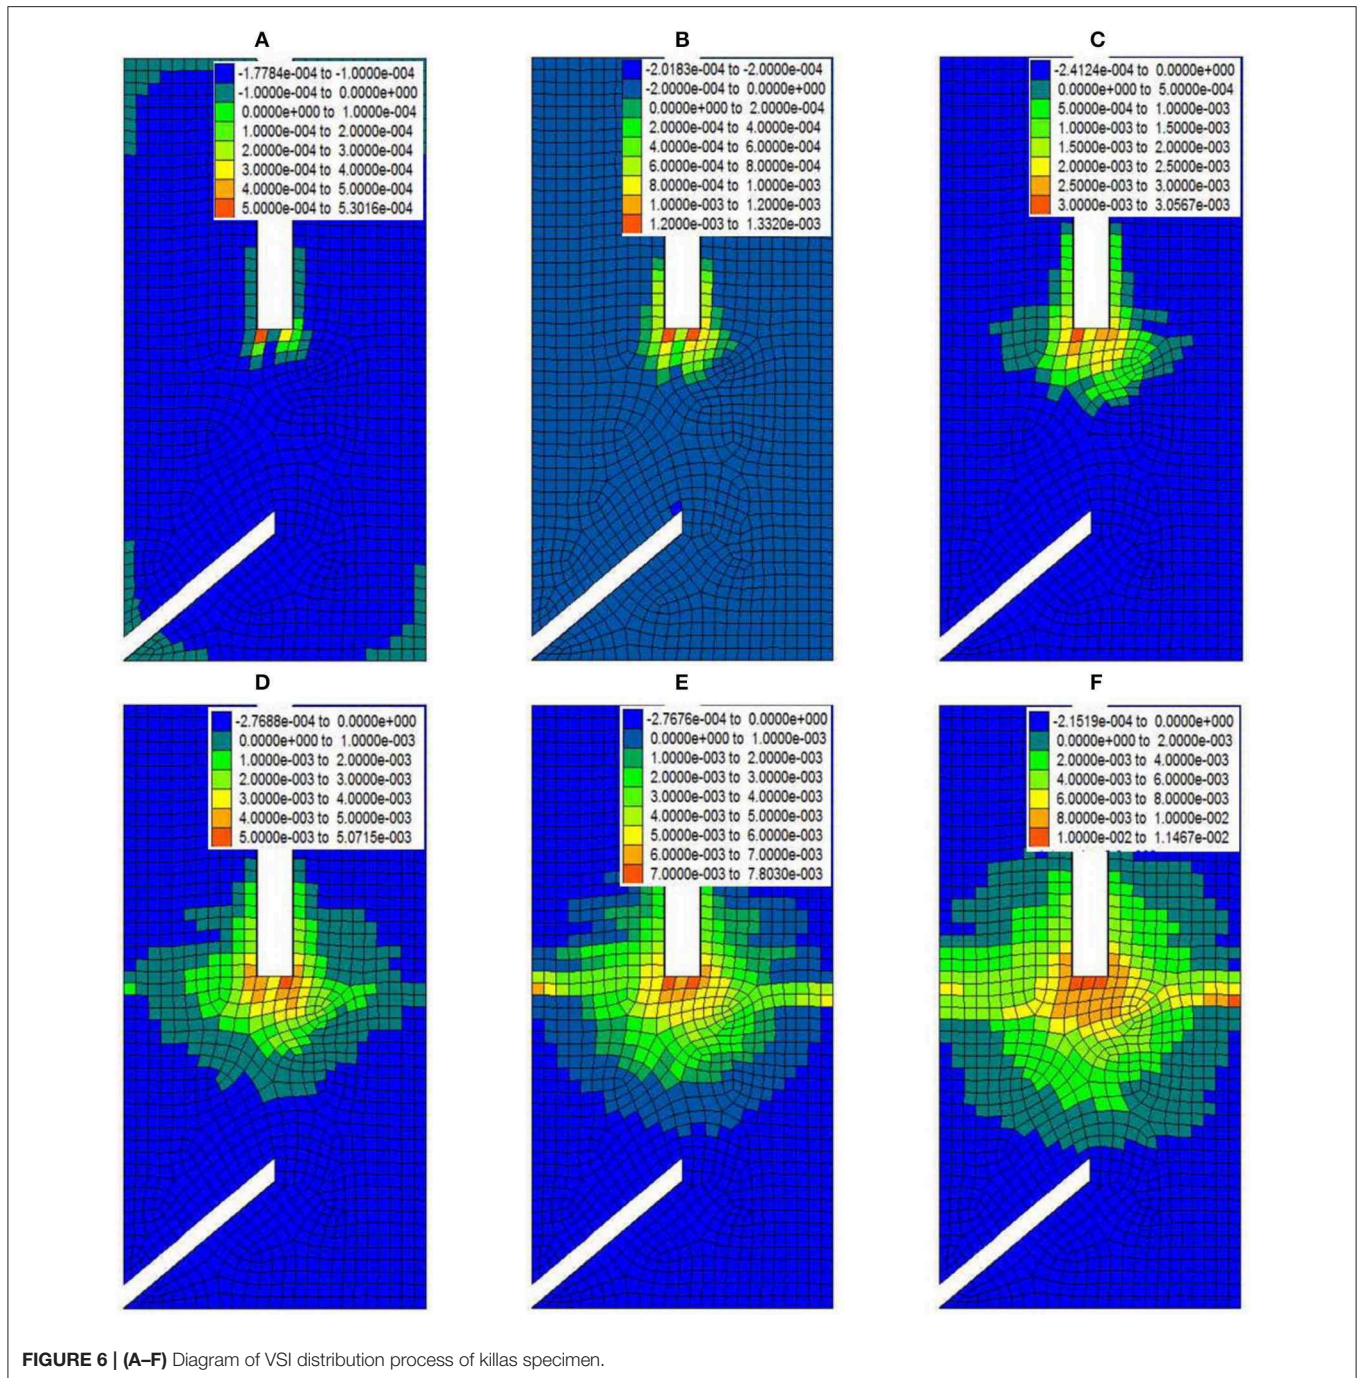 A
-1.7784e-004 to -1.0000e-004
-1.0000e-004 to 0.0000e+000
0.0000e+000 to 1.0000e-004
1.0000e-004 to 2.0000e-004
2.0000e-004 to 3.0000e-004
3.0000e-004 to 4.0000e-004
4.0000e-004 to 5.0000e-004
5.0000e-004 to 5.3016e-004
B
-2.0183e-004 to -2.0000e-004
-2.0000e-004 to 0.0000e+000
0.0000e+000 to 2.0000e-004
2.0000e-004 to 4.0000e-004
4.0000e-004 to 6.0000e-004
6.0000e-004 to 8.0000e-004
8.0000e-004 to 1.0000e-003
1.0000e-003 to 1.2000e-003
1.2000e-003 to 1.3320e-003
C
-2.4124e-004 to 0.0000e+000
0.0000e+000 to 5.0000e-004
5.0000e-004 to 1.0000e-003
1.0000e-003 to 1.5000e-003
1.5000e-003 to 2.0000e-003
2.0000e-003 to 2.5000e-003
2.5000e-003 to 3.0000e-003
3.0000e-003 to 3.0567e-003
D
-2.7688e-004 to 0.0000e+000
0.0000e+000 to 1.0000e-003
1.0000e-003 to 2.0000e-003
2.0000e-003 to 3.0000e-003
3.0000e-003 to 4.0000e-003
4.0000e-003 to 5.0000e-003
5.0000e-003 to 5.0715e-003
E
-2.7676e-004 to 0.0000e+000
0.0000e+000 to 1.0000e-003
1.0000e-003 to 2.0000e-003
2.0000e-003 to 3.0000e-003
3.0000e-003 to 4.0000e-003
4.0000e-003 to 5.0000e-003
5.0000e-003 to 6.0000e-003
6.0000e-003 to 7.0000e-003
7.0000e-003 to 7.8030e-003
F
-2.1519e-004 to 0.0000e+000
0.0000e+000 to 2.0000e-003
2.0000e-003 to 4.0000e-003
4.0000e-003 to 6.0000e-003
6.0000e-003 to 8.0000e-003
8.0000e-003 to 1.0000e-002
1.0000e-002 to 1.1467e-002
FIGURE 6 | (A–F) Diagram of VSI distribution process of killas specimen.